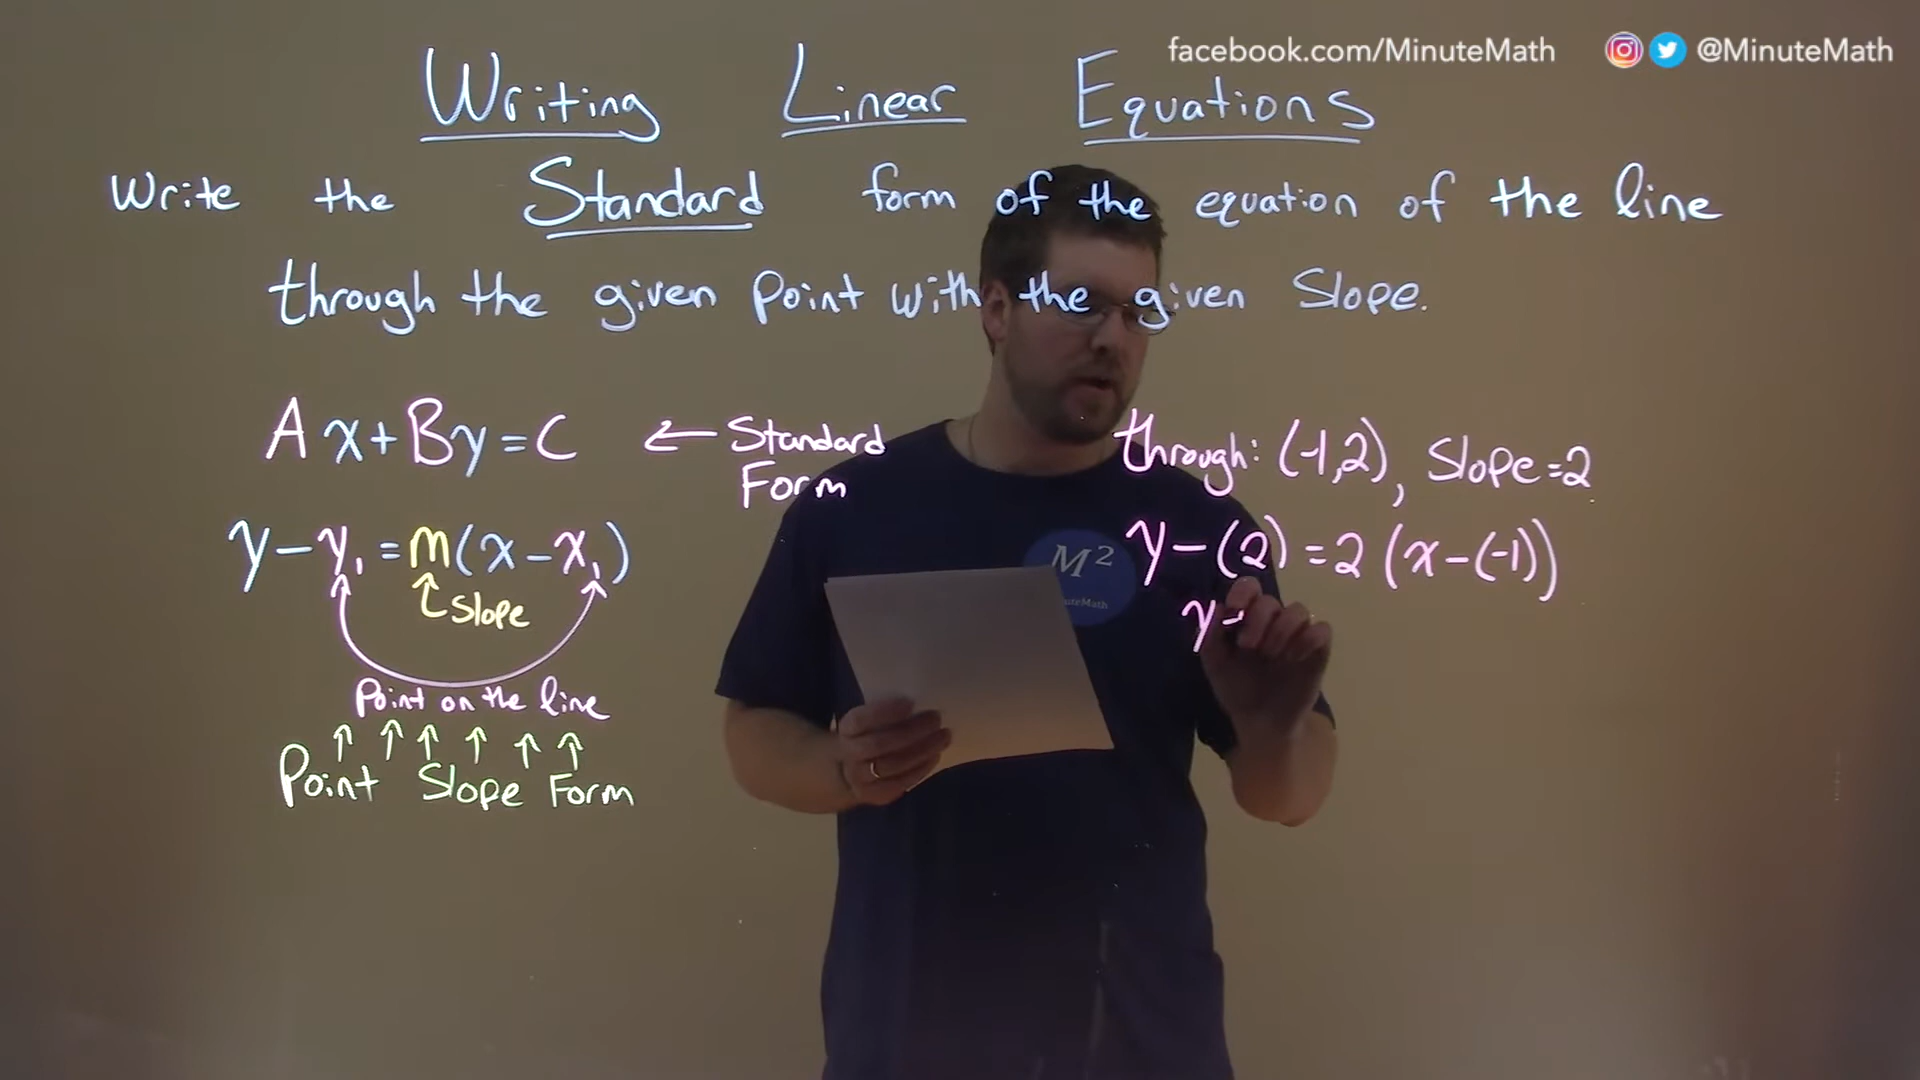 facebook.com/MinuteMath @MinuteMath
Writing Linear Equations
Write the Standard form of the equation of the line
through the given point with the given Slope.
Ax+By=C ← Standard Form
y-y₁=m(x-x₁)
↑ Slope
Point on the line
↑ ↑ ↑ ↑ ↑ ↑
Point Slope Form
through: (-1,2), Slope=2
y-(2)=2(x-(-1))
y-
M²
uteMath